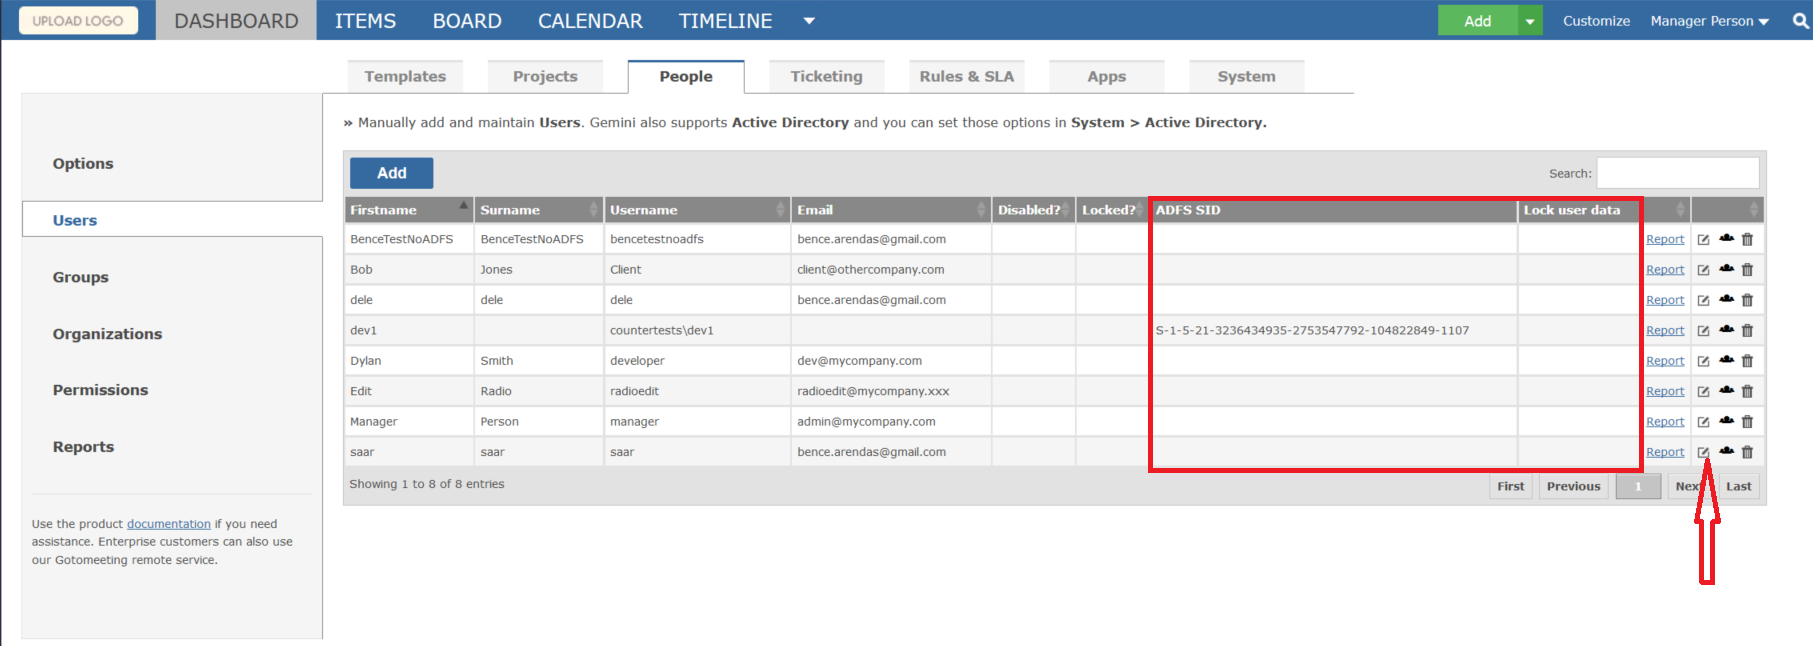 UPLOAD LOGO DASHBOARD ITEMS BOARD CALENDAR TIMELINE Add Customize Manager Person
Templates Projects People Ticketing Rules & SLA Apps System
» Manually add and maintain Users. Gemini also supports Active Directory and you can set those options in System > Active Directory.
Options
Users
Groups
Organizations
Permissions
Reports
Use the product documentation if you need
assistance. Enterprise customers can also use
our Gotomeeting remote service.
Add Search:
Firstname Surname Username Email Disabled? Locked? ADFS SID Lock user data
BenceTestNoADFS BenceTestNoADFS bencetestnoadfs bence.arendas@gmail.com Report
Bob Jones Client client@othercompany.com Report
dele dele dele bence.arendas@gmail.com Report
dev1 countertests\dev1 S-1-5-21-3236434935-2753547792-104822849-1107 Report
Dylan Smith developer dev@mycompany.com Report
Edit Radio radioedit radioedit@mycompany.xxx Report
Manager Person manager admin@mycompany.com Report
saar saar saar bence.arendas@gmail.com Report
Showing 1 to 8 of 8 entries First Previous 1 Next Last